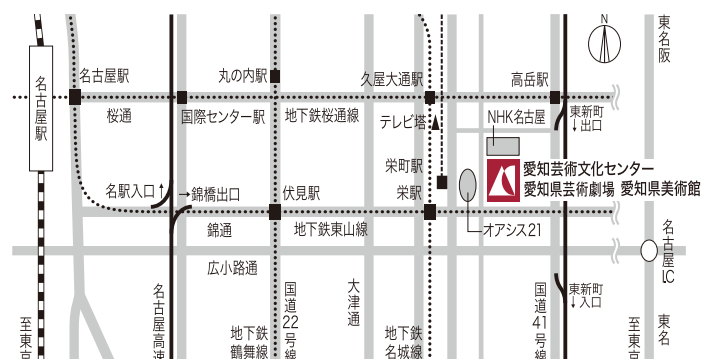 N
東名阪
名古屋駅
名古屋駅
丸の内駅
久屋大通駅
高岳駅
桜通
国際センター駅
地下鉄桜通線
テレビ塔
NHK名古屋
東新町
↓出口
栄町駅
愛知芸術文化センター
愛知県芸術劇場 愛知県美術館
名駅入口↑
→錦橋出口
伏見駅
栄駅
錦通
地下鉄東山線
オアシス21
名古屋I.C
広小路通
至東京
名古屋高速
国道22号線
地下鉄
鶴舞線
大津通
地下鉄
名城線
国道41号線
東新町
↓入口
至東京
東名